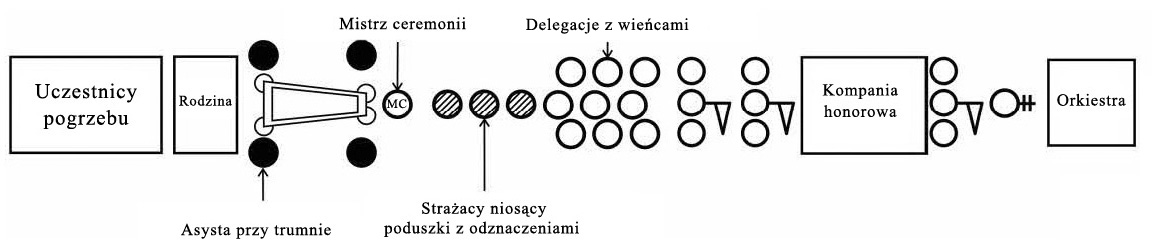 Mistrz ceremonii
Delegacje z wieńcami
Uczestnicy
pogrzebu
Rodzina
MC
Kompania
honorowa
Orkiestra
Asysta przy trumnie
Strażacy niosący
poduszki z odznaczeniami